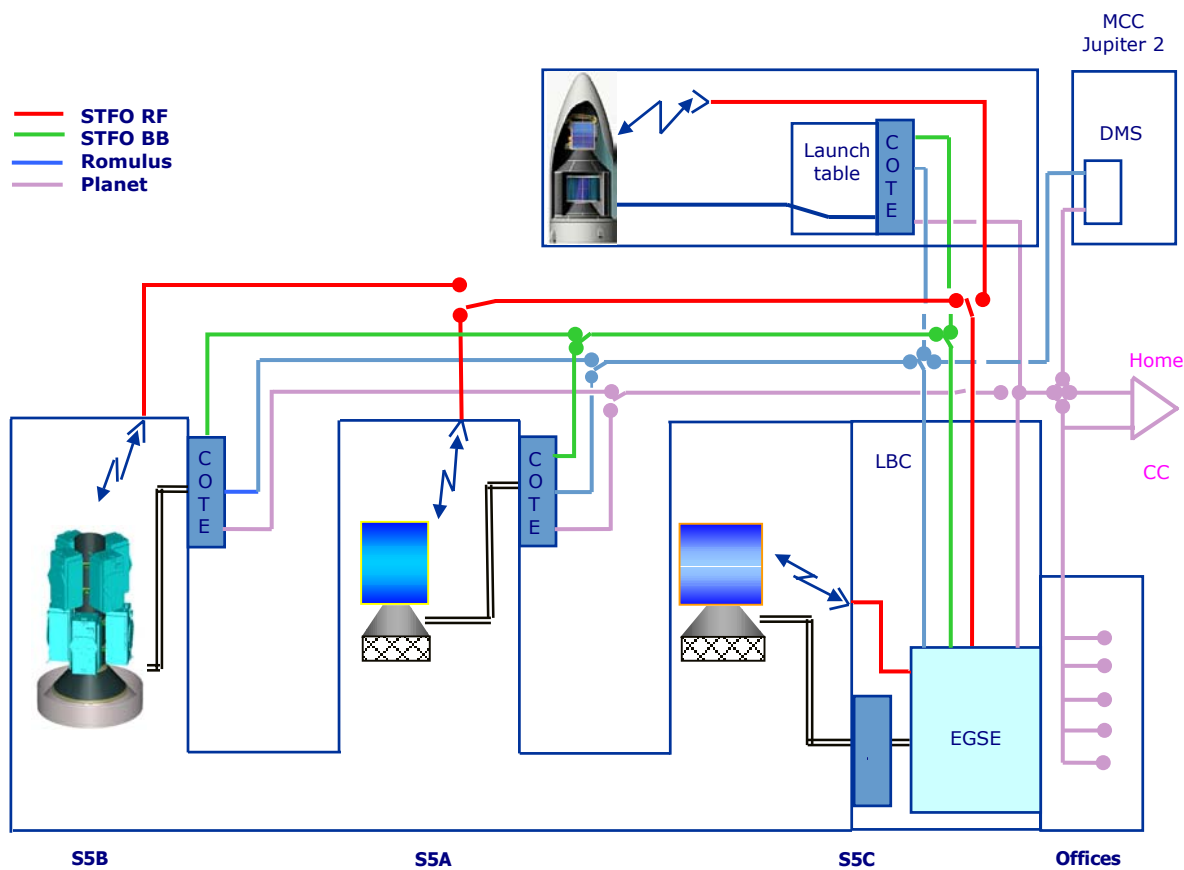 MCC
Jupiter 2
STFO RF
STFO BB
Romulus
Planet
DMS
Launch
table
C
O
T
E
Home
CC
LBC
C
O
T
E
C
O
T
E
EGSE
S5B
S5A
S5C
Offices